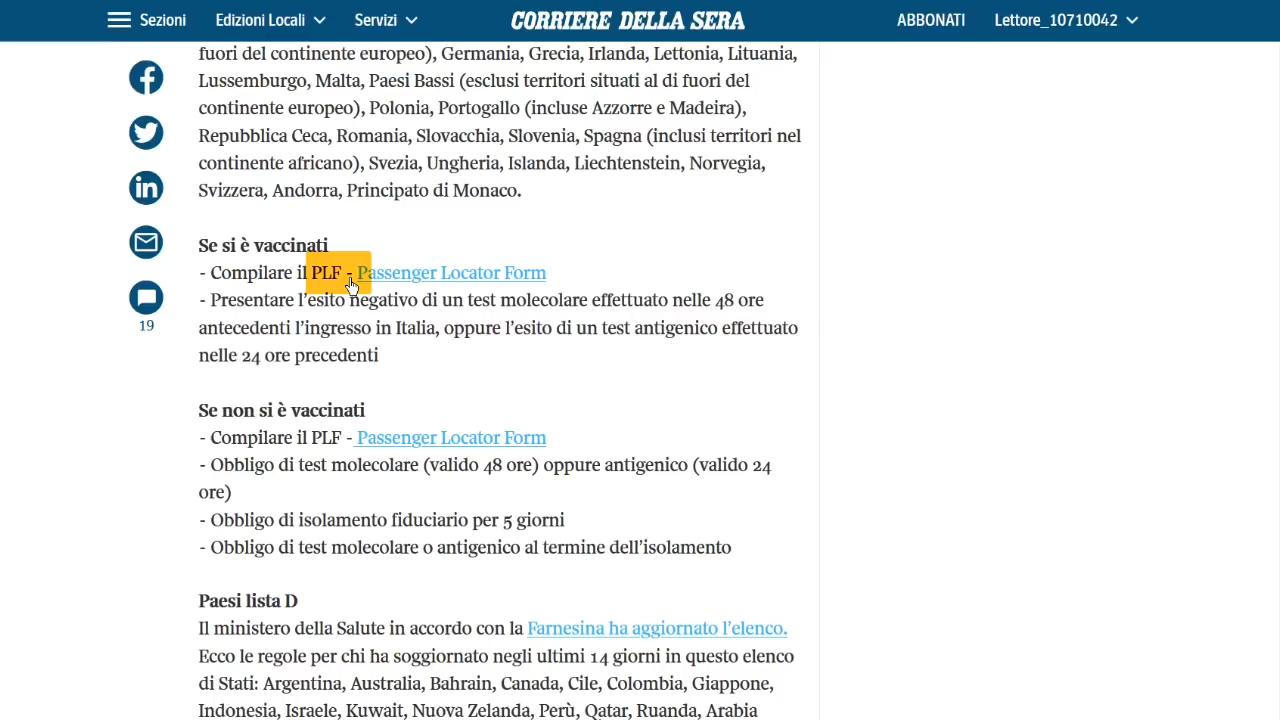 Sezioni Edizioni Locali Servizi CORRIERE DELLA SERA ABBONATI Lettore_10710042
fuori del continente europeo), Germania, Grecia, Irlanda, Lettonia, Lituania,
Lussemburgo, Malta, Paesi Bassi (esclusi territori situati al di fuori del
continente europeo), Polonia, Portogallo (incluse Azzorre e Madeira),
Repubblica Ceca, Romania, Slovacchia, Slovenia, Spagna (inclusi territori nel
continente africano), Svezia, Ungheria, Islanda, Liechtenstein, Norvegia,
Svizzera, Andorra, Principato di Monaco.
Se si è vaccinati
- Compilare il PLF - Passenger Locator Form
- Presentare l’esito negativo di un test molecolare effettuato nelle 48 ore
antecedenti l’ingresso in Italia, oppure l’esito di un test antigenico effettuato
nelle 24 ore precedenti
19
Se non si è vaccinati
- Compilare il PLF - Passenger Locator Form
- Obbligo di test molecolare (valido 48 ore) oppure antigenico (valido 24
ore)
- Obbligo di isolamento fiduciario per 5 giorni
- Obbligo di test molecolare o antigenico al termine dell’isolamento
Paesi lista D
Il ministero della Salute in accordo con la Farnesina ha aggiornato l’elenco.
Ecco le regole per chi ha soggiornato negli ultimi 14 giorni in questo elenco
di Stati: Argentina, Australia, Bahrain, Canada, Cile, Colombia, Giappone,
Indonesia, Israele, Kuwait, Nuova Zelanda, Perù, Qatar, Ruanda, Arabia